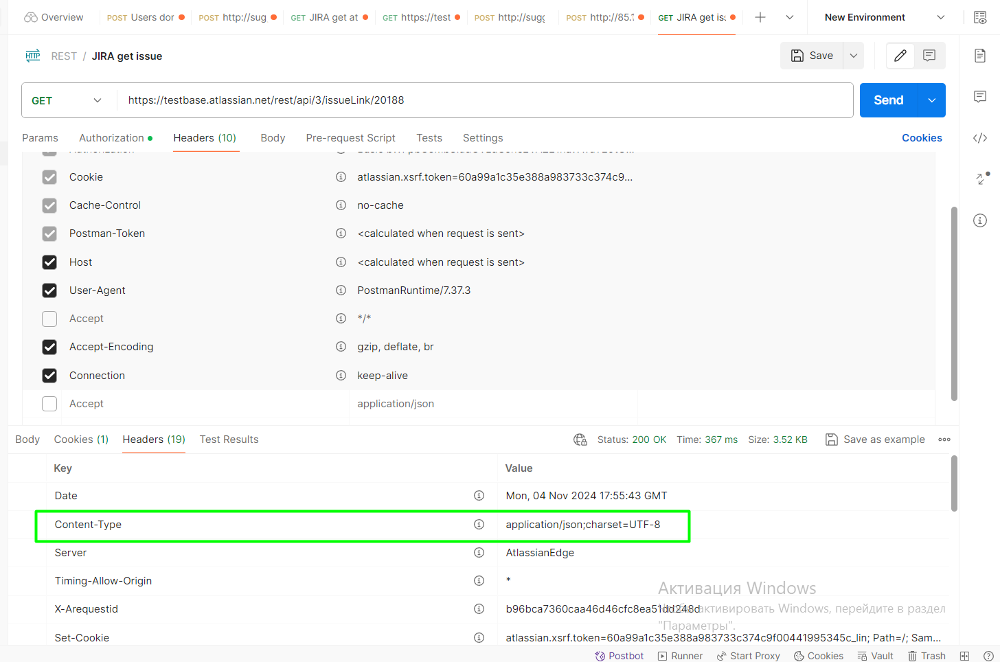 Overview POST Users dor POST http://sug GET JIRA get at GET https://test POST http://sugg POST http://85.1 GET JIRA get iss New Environment
HTTP REST / JIRA get issue Save
GET https://testbase.atlassian.net/rest/api/3/issueLink/20188 Send
Params Authorization Headers (10) Body Pre-request Script Tests Settings Cookies
Cookie atlassian.xsrf.token=60a99a1c35e388a983733c374c9...
Cache-Control no-cache
Postman-Token <calculated when request is sent>
Host <calculated when request is sent>
User-Agent PostmanRuntime/7.37.3
Accept */*
Accept-Encoding gzip, deflate, br
Connection keep-alive
Accept application/json
Body Cookies (1) Headers (19) Test Results Status: 200 OK Time: 367 ms Size: 3.52 KB Save as example
Key Value
Date Mon, 04 Nov 2024 17:55:43 GMT
Content-Type application/json;charset=UTF-8
Server AtlassianEdge
Timing-Allow-Origin *
Активация Windows
X-Arequestid b96bca7360caa46d46cfc8ea51dd248d
Чтобы активировать Windows, перейдите в раздел
"Параметры".
Set-Cookie atlassian.xsrf.token=60a99a1c35e388a983733c374c9f00441995345c_lin; Path=/; Sam...
Postbot Runner Start Proxy Cookies Vault Trash